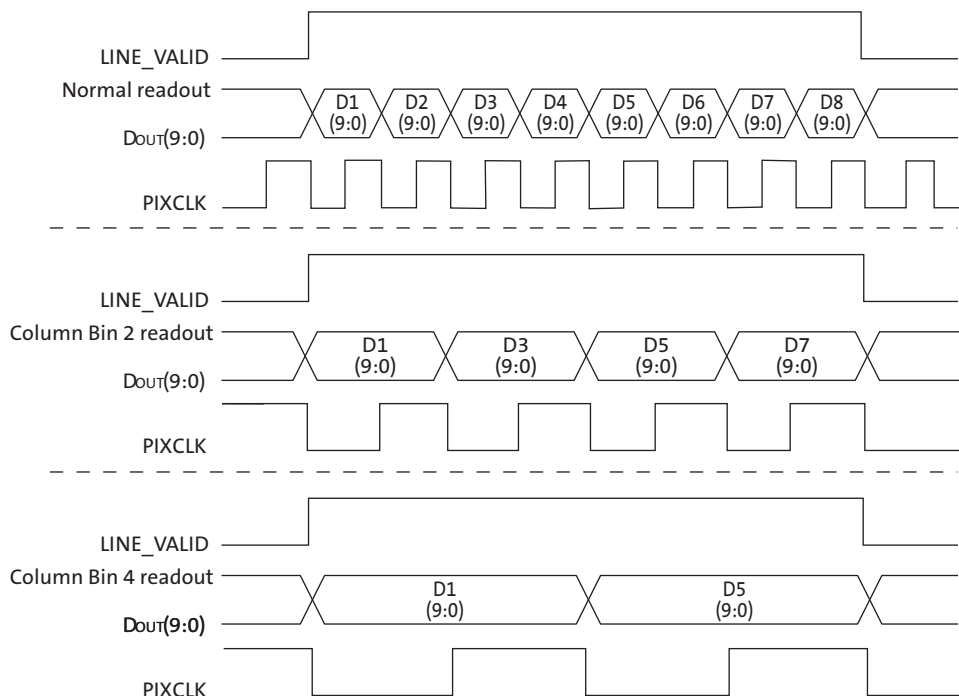 LINE_VALID
Normal readout
D1 D2 D3 D4 D5 D6 D7 D8
(9:0) (9:0) (9:0) (9:0) (9:0) (9:0) (9:0) (9:0)
DOUT(9:0)
PIXCLK
LINE_VALID
Column Bin 2 readout
D1 D3 D5 D7
(9:0) (9:0) (9:0) (9:0)
DOUT(9:0)
PIXCLK
LINE_VALID
Column Bin 4 readout
D1 D5
(9:0) (9:0)
DOUT(9:0)
PIXCLK